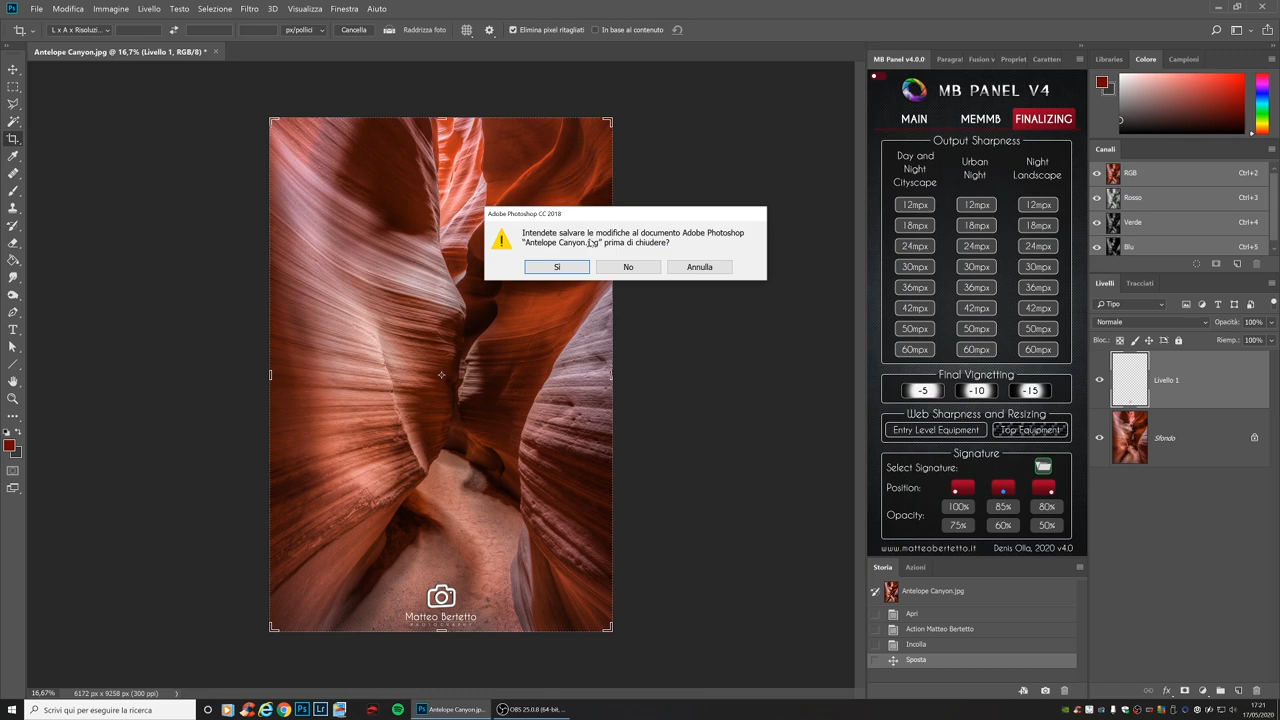 File Modifica Immagine Livello Testo Selezione Filtro 3D Visualizza Finestra Aiuto
L x A x Risoluzi... px/pollici Cancella Raddrizza foto Elimina pixel ritagliati In base al contenuto
Antelope Canyon.jpg @ 16,7% (Livello 1, RGB/8) *
Adobe Photoshop CC 2018
Intendete salvare le modifiche al documento Adobe Photoshop
"Antelope Canyon.jpg" prima di chiudere?
Sì No Annulla
Matteo Bertetto
PHOTOGRAPHY
16,67% 6172 px x 9258 px (300 ppi)
MB Panel v4.0.0 Paragra Fusion v Propriet Caratter
MB PANEL V4
MAIN MEMMB FINALIZING
Output Sharpness
Day and
Night
Cityscape
Urban
Night
Night
Landscape
12mpx 12mpx 12mpx
18mpx 18mpx 18mpx
24mpx 24mpx 24mpx
30mpx 30mpx 30mpx
36mpx 36mpx 36mpx
42mpx 42mpx 42mpx
50mpx 50mpx 50mpx
60mpx 60mpx 60mpx
Final Vignetting
-5 -10 -15
Web Sharpness and Resizing
Entry Level Equipment Top Equipment
Signature
Select Signature:
Position:
Opacity:
100% 85% 80%
75% 60% 50%
www.matteobertetto.it Denis Olla, 2020 v4.0
Storia Azioni
Antelope Canyon.jpg
Apri
Action Matteo Bertetto
Incolla
Sposta
Libraries Colore Campioni
Canali
RGB Ctrl+2
Rosso Ctrl+3
Verde Ctrl+4
Blu Ctrl+5
Livelli Tracciati
Tipo
Normale Opacità: 100%
Bloc.: Riemp.: 100%
Livello 1
Sfondo
Scrivi qui per eseguire la ricerca
Antelope Canyon.jp...
OBS 25.0.8 (64-bit, ...
17:21
17/05/2020